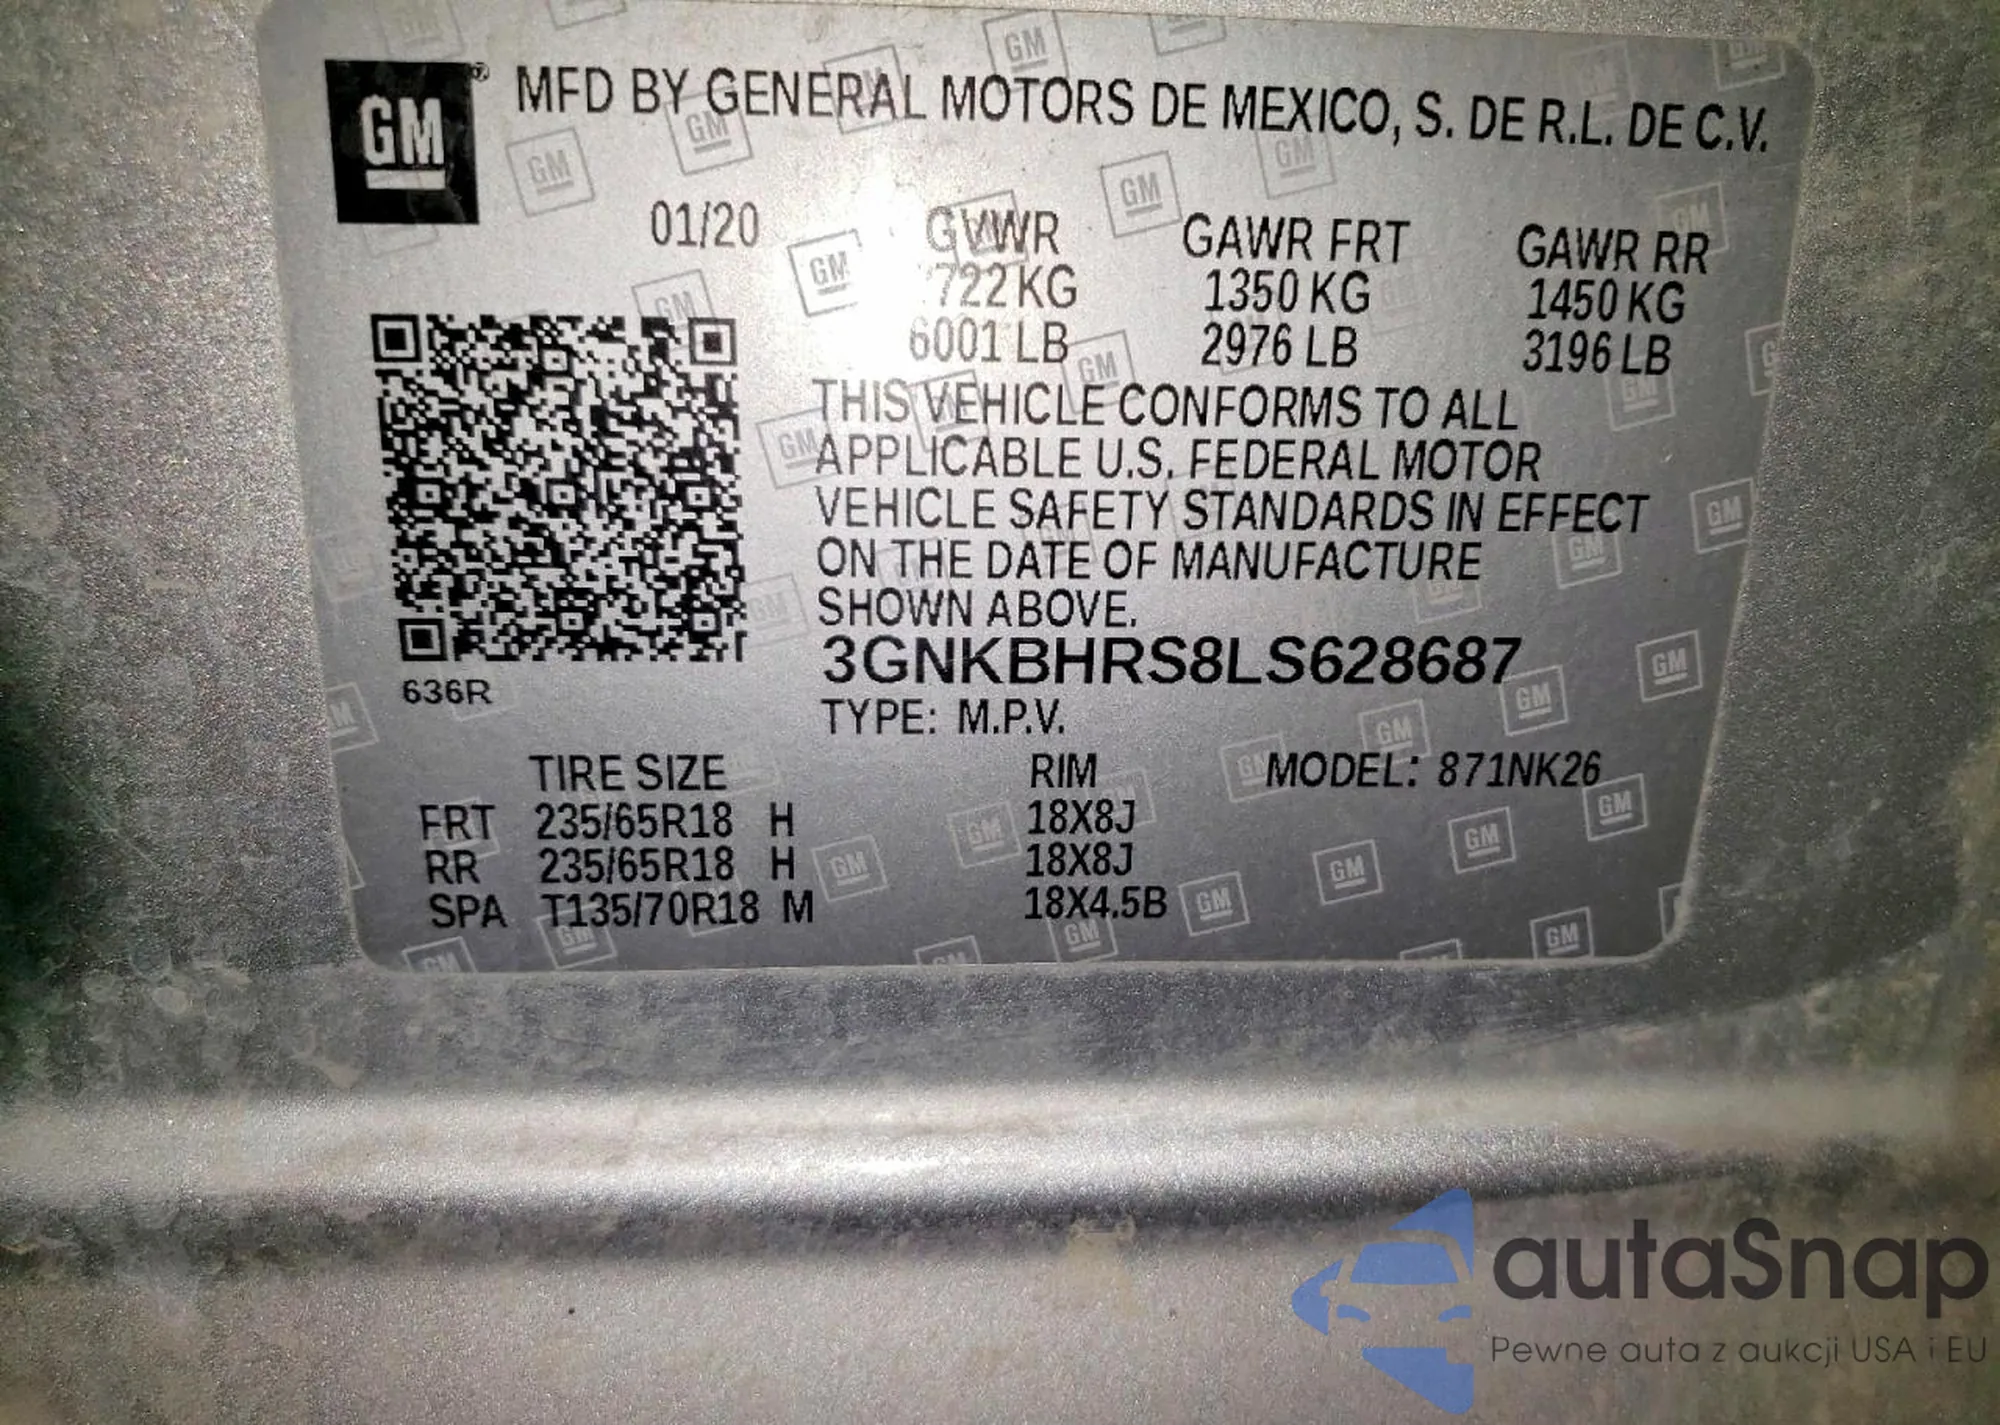 GM MFD BY GENERAL MOTORS DE MEXICO, S. DE R.L. DE C.V.
01/20 GVWR GAWR FRT GAWR RR
KG 1350 KG 1450 KG
6001 LB 2976 LB 3196 LB
THIS VEHICLE CONFORMS TO ALL
APPLICABLE U.S. FEDERAL MOTOR
VEHICLE SAFETY STANDARDS IN EFFECT
ON THE DATE OF MANUFACTURE
SHOWN ABOVE.
3GNKBHRS8LS628687
636R
TYPE: M.P.V.
TIRE SIZE RIM MODEL: 871NK26
FRT 235/65R18 H 18X8J
RR 235/65R18 H 18X8J
SPA T135/70R18 M 18X4.5B
autaSnap
Pewne auta z aukcji USA i EU